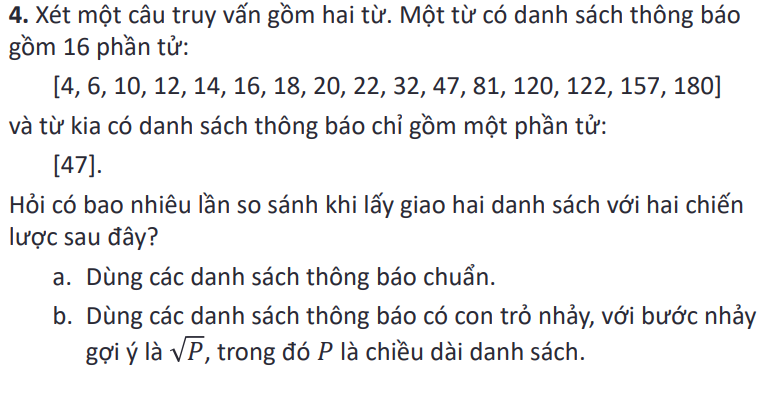 4. Xét một câu truy vấn gồm hai từ. Một từ có danh sách thông báo
gồm 16 phần tử:
[4, 6, 10, 12, 14, 16, 18, 20, 22, 32, 47, 81, 120, 122, 157, 180]
và từ kia có danh sách thông báo chỉ gồm một phần tử:
[47].
Hỏi có bao nhiêu lần so sánh khi lấy giao hai danh sách với hai chiến
lược sau đây?
a. Dùng các danh sách thông báo chuẩn.
b. Dùng các danh sách thông báo có con trỏ nhảy, với bước nhảy
gợi ý là √P, trong đó P là chiều dài danh sách.